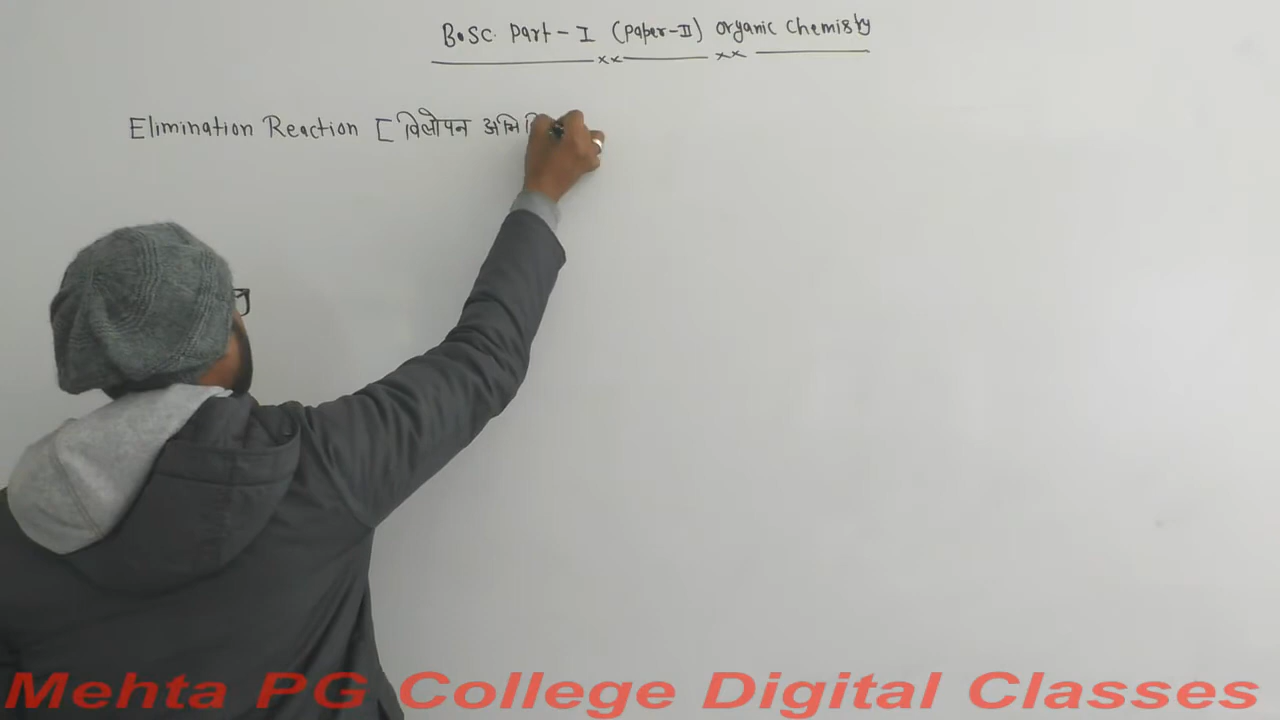 B.SC. Part - I (Paper-II) Organic Chemistry
Elimination Reaction [विलोपन अभि
Mehta PG College Digital Classes